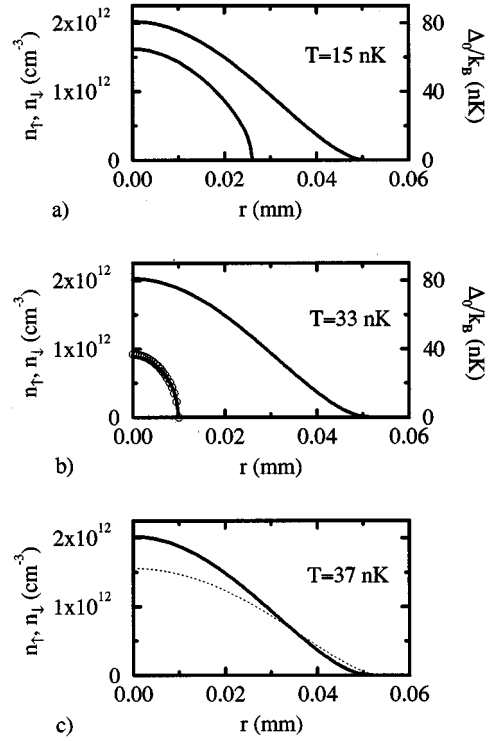 2x10¹²
1x10¹²
0
n↑, n↓ (cm⁻³)
T=15 nK
80
40
0
Δ₀/k_B (nK)
0.00 0.02 0.04 0.06
a) r (mm)
2x10¹²
1x10¹²
0
n↑, n↓ (cm⁻³)
T=33 nK
80
40
0
Δ₀/k_B (nK)
0.00 0.02 0.04 0.06
b) r (mm)
2x10¹²
1x10¹²
0
n↑, n↓ (cm⁻³)
T=37 nK
0.00 0.02 0.04 0.06
c) r (mm)